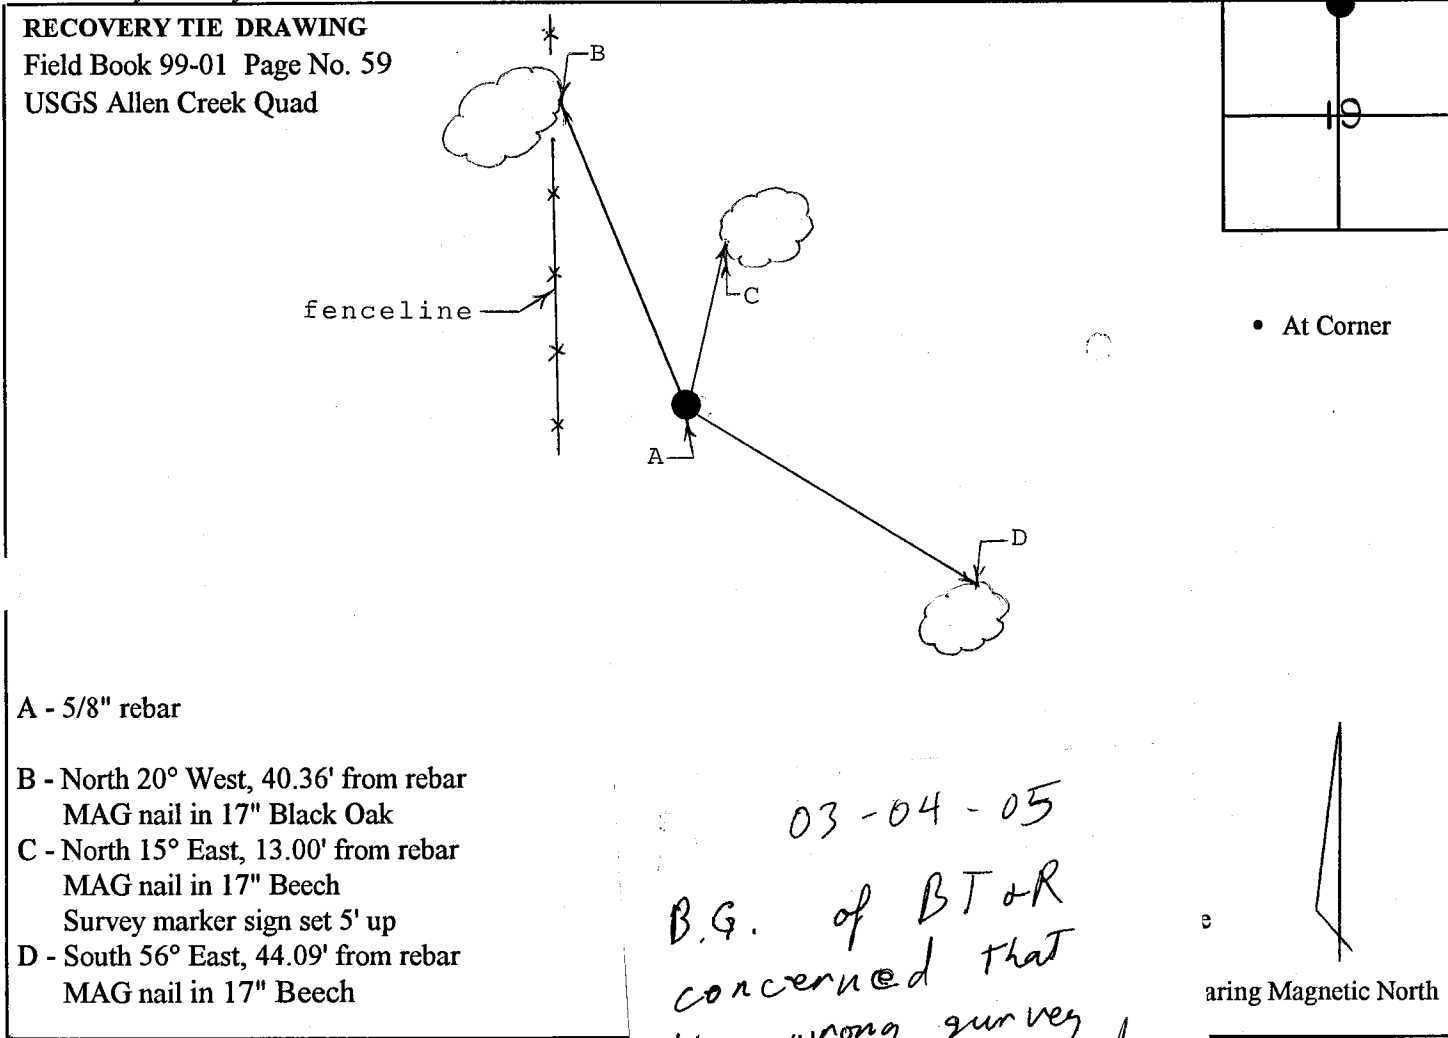 RECOVERY TIE DRAWING
Field Book 99-01 Page No. 59
USGS Allen Creek Quad
B
C
fenceline
A
D
19
• At Corner
A - 5/8" rebar
B - North 20° West, 40.36' from rebar
MAG nail in 17" Black Oak
C - North 15° East, 13.00' from rebar
MAG nail in 17" Beech
Survey marker sign set 5' up
D - South 56° East, 44.09' from rebar
MAG nail in 17" Beech
03-04-05
B.G. of BT&R
concerned that
wrong survey
e
aring Magnetic North